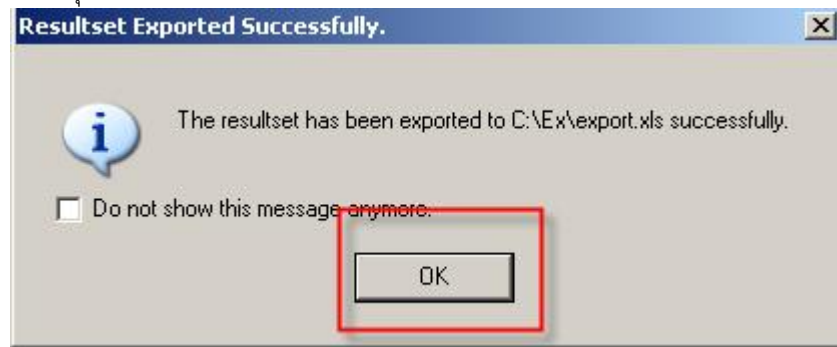 Resultset Exported Successfully.
The resultset has been exported to C:\Ex\export.xls successfully.
Do not show this message anymore.
OK